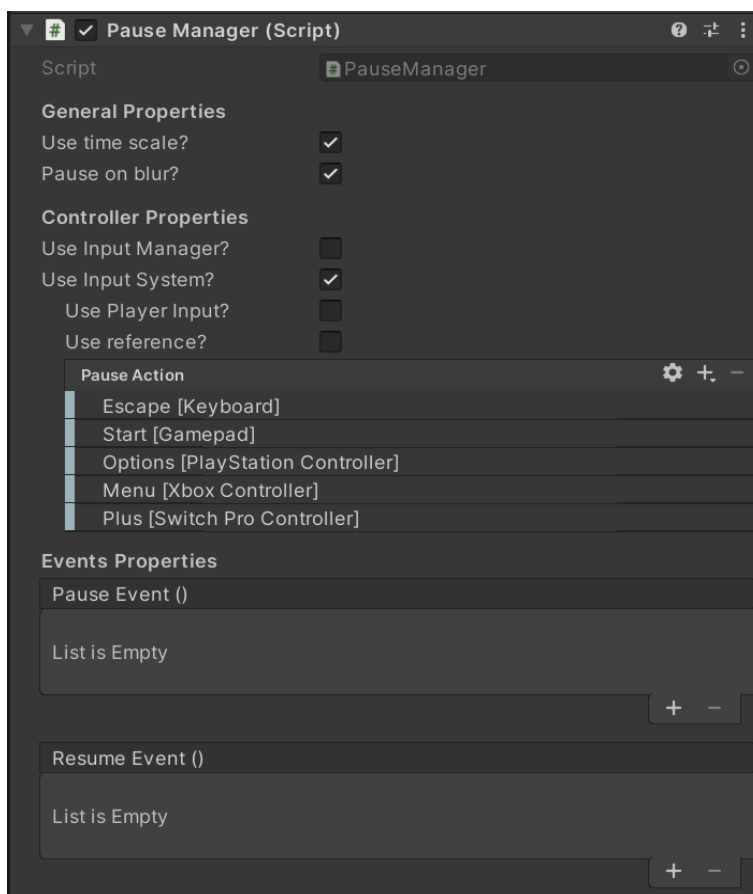 Pause Manager (Script)
Script PauseManager
General Properties
Use time scale?
Pause on blur?
Controller Properties
Use Input Manager?
Use Input System?
Use Player Input?
Use reference?
Pause Action
Escape [Keyboard]
Start [Gamepad]
Options [PlayStation Controller]
Menu [Xbox Controller]
Plus [Switch Pro Controller]
Events Properties
Pause Event ()
List is Empty
Resume Event ()
List is Empty